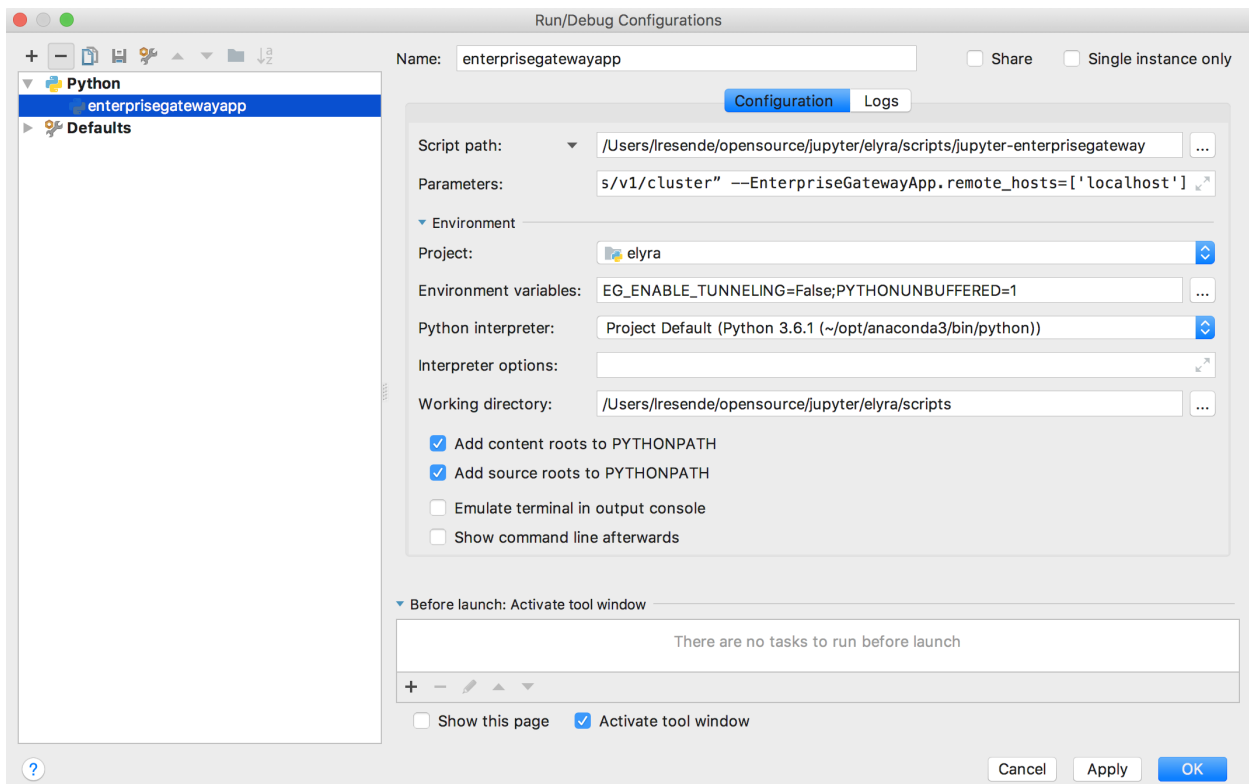 Run/Debug Configurations
Name: enterprisegatewayapp Share Single instance only
Python
enterprisegatewayapp
Defaults
Configuration Logs
Script path: /Users/lresende/opensource/jupyter/elyra/scripts/jupyter-enterprisegateway ...
Parameters: s/v1/cluster” --EnterpriseGatewayApp.remote_hosts=['localhost']
Environment
Project: elyra
Environment variables: EG_ENABLE_TUNNELING=False;PYTHONUNBUFFERED=1 ...
Python interpreter: Project Default (Python 3.6.1 (~/opt/anaconda3/bin/python))
Interpreter options:
Working directory: /Users/lresende/opensource/jupyter/elyra/scripts ...
Add content roots to PYTHONPATH
Add source roots to PYTHONPATH
Emulate terminal in output console
Show command line afterwards
Before launch: Activate tool window
There are no tasks to run before launch
Show this page Activate tool window
? Cancel Apply OK